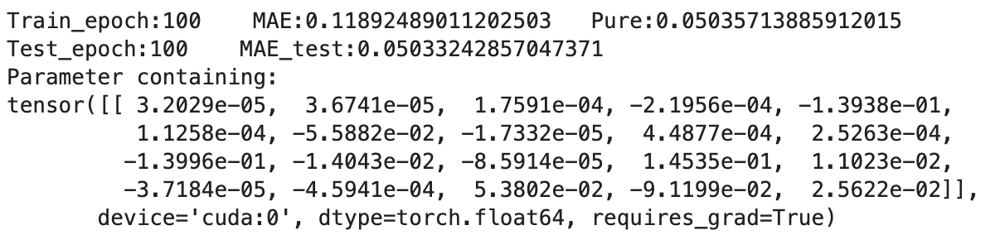 Train_epoch:100    MAE:0.11892489011202503   Pure:0.05035713885912015
Test_epoch:100    MAE_test:0.05033242857047371
Parameter containing:
tensor([[ 3.2029e-05,  3.6741e-05,  1.7591e-04, -2.1956e-04, -1.3938e-01,
          1.1258e-04, -5.5882e-02, -1.7332e-05,  4.4877e-04,  2.5263e-04,
         -1.3996e-01, -1.4043e-02, -8.5914e-05,  1.4535e-01,  1.1023e-02,
         -3.7184e-05, -4.5941e-04,  5.3802e-02, -9.1199e-02,  2.5622e-02]],
       device='cuda:0', dtype=torch.float64, requires_grad=True)